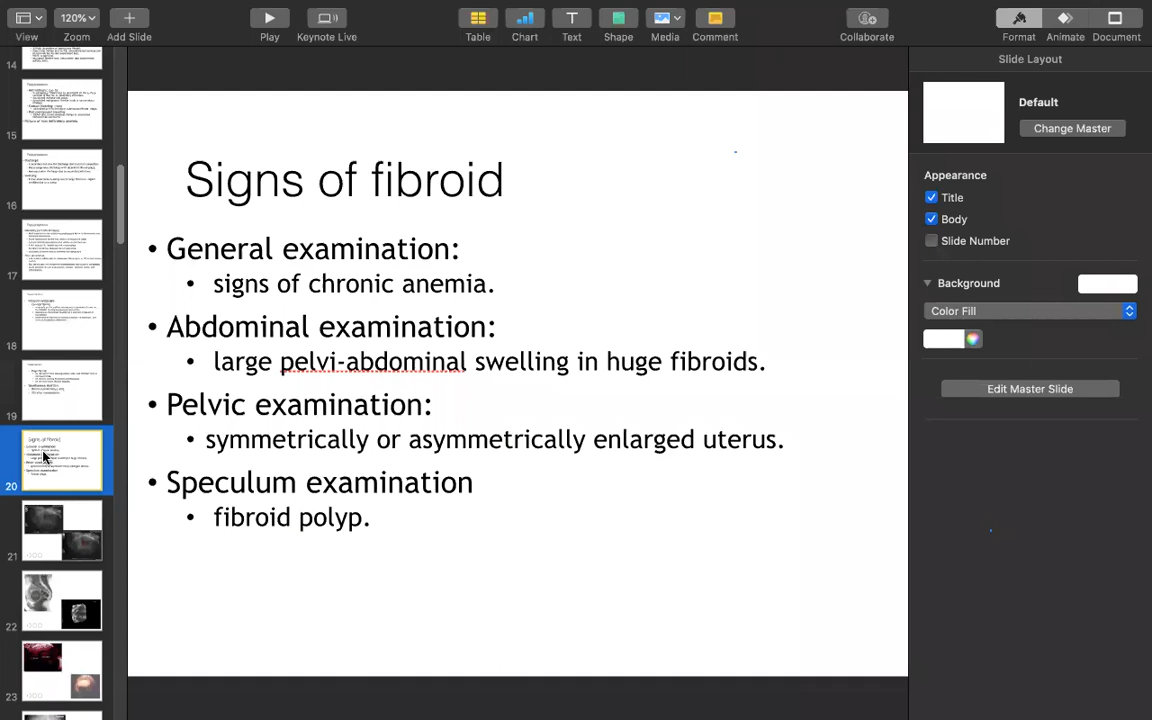 120%
View
Zoom
Add Slide
Play
Keynote Live
Table
Chart
Text
Shape
Media
Comment
Collaborate
Format
Animate
Document
14
15
16
17
18
19
20
21
22
23
Signs of fibroid
• General examination:
• signs of chronic anemia.
• Abdominal examination:
• large pelvi-abdominal swelling in huge fibroids.
• Pelvic examination:
• symmetrically or asymmetrically enlarged uterus.
• Speculum examination
• fibroid polyp.
Slide Layout
Default
Change Master
Appearance
Title
Body
Slide Number
Background
Color Fill
Edit Master Slide